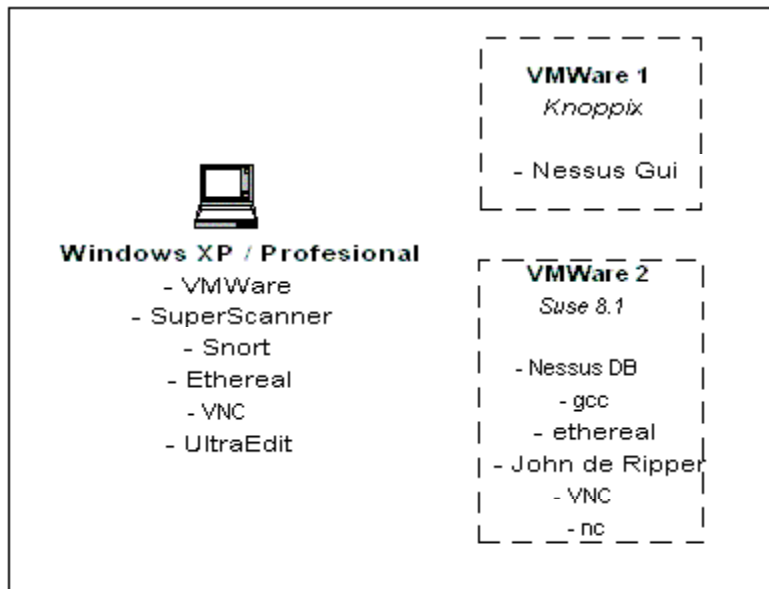 Windows XP / Profesional
- VMWare
- SuperScanner
- Snort
- Ethereal
- VNC
- UltraEdit
VMWare 1
Knoppix
- Nessus Gui
VMWare 2
Suse 8.1
- Nessus DB
- gcc
- ethereal
- John de Ripper
- VNC
- nc